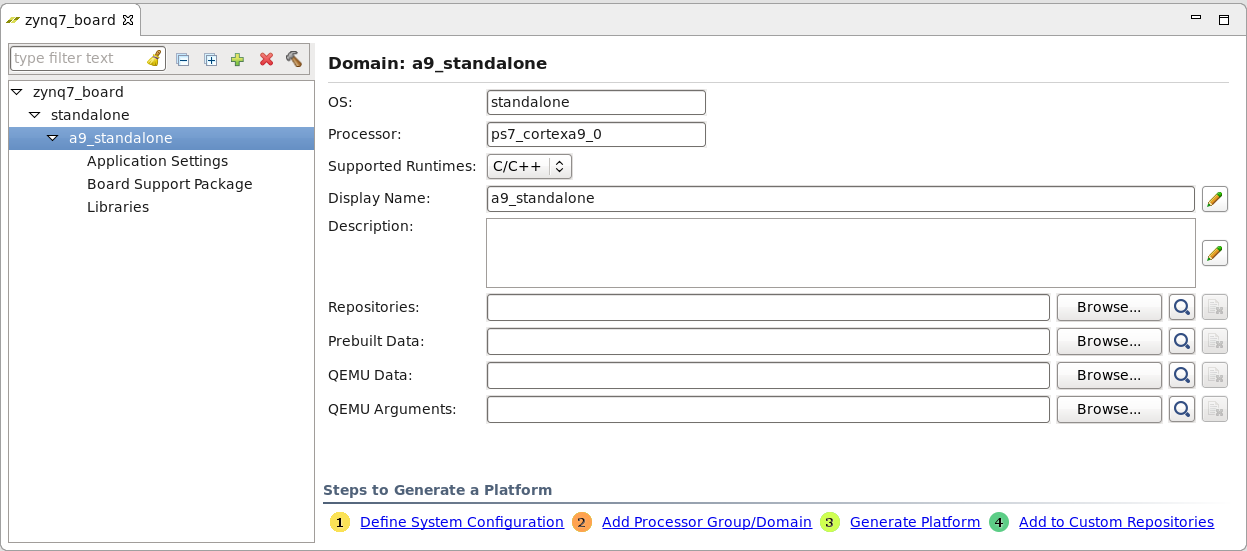 zynq7_board
type filter text
zynq7_board
standalone
a9_standalone
Application Settings
Board Support Package
Libraries
Domain: a9_standalone
OS: standalone
Processor: ps7_cortexa9_0
Supported Runtimes: C/C++
Display Name: a9_standalone
Description:
Repositories: Browse...
Prebuilt Data: Browse...
QEMU Data: Browse...
QEMU Arguments: Browse...
Steps to Generate a Platform
1 Define System Configuration 2 Add Processor Group/Domain 3 Generate Platform 4 Add to Custom Repositories